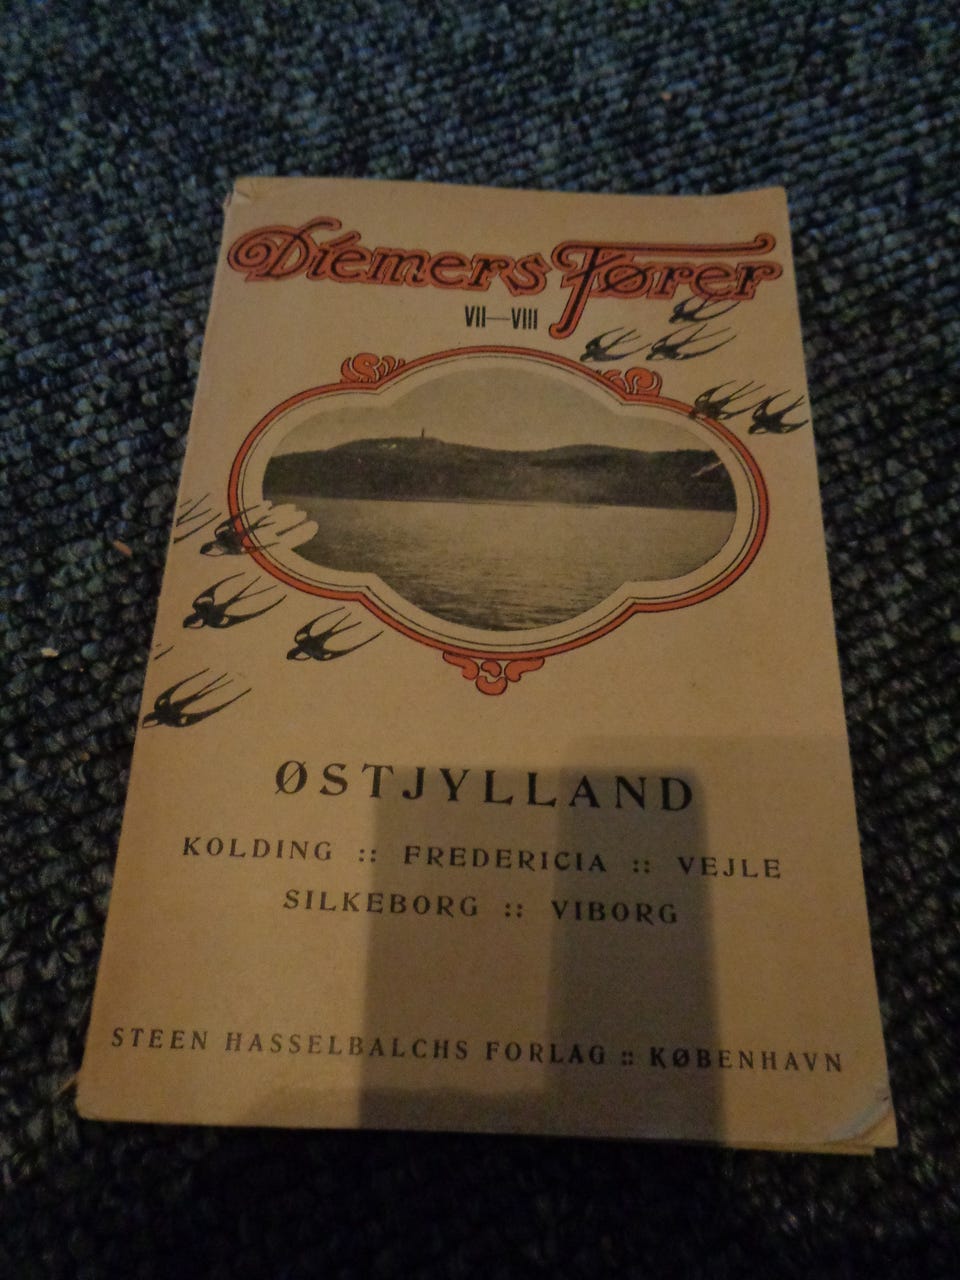 Diemers Fører
VII—VIII
ØSTJYLLAND
KOLDING :: FREDERICIA :: VEJLE
SILKEBORG :: VIBORG
STEEN HASSELBALCHS FORLAG :: KØBENHAVN